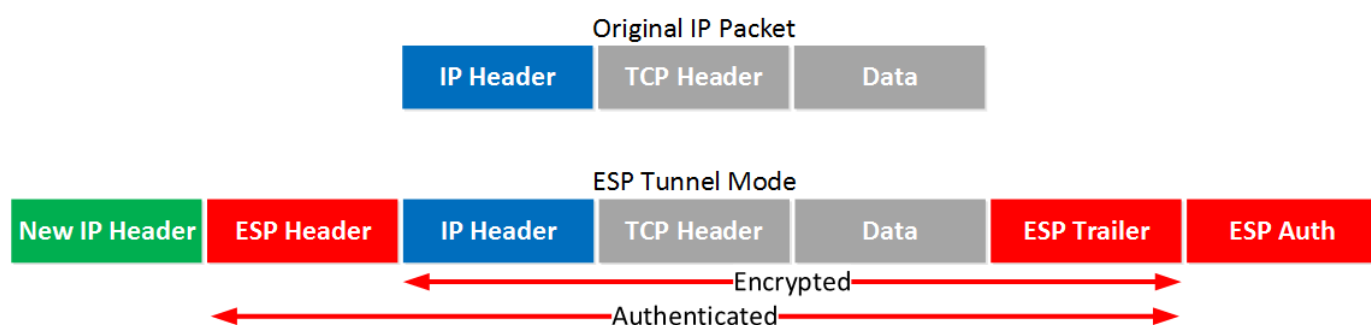 Original IP Packet
IP Header TCP Header Data
ESP Tunnel Mode
New IP Header ESP Header IP Header TCP Header Data ESP Trailer ESP Auth
Encrypted
Authenticated